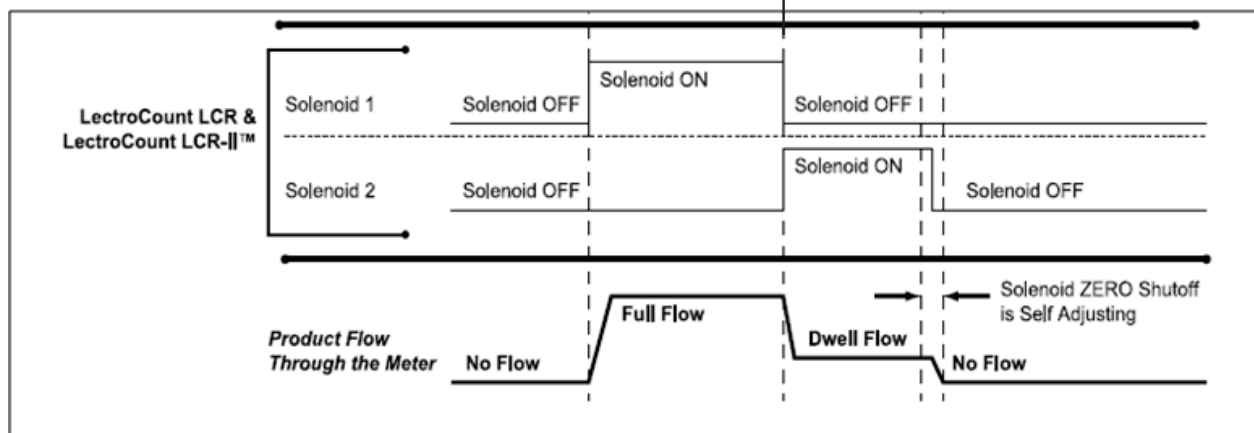 Solenoid ON
Solenoid 1 Solenoid OFF Solenoid OFF
LectroCount LCR &
LectroCount LCR-II™
Solenoid ON
Solenoid 2 Solenoid OFF Solenoid OFF
Solenoid ZERO Shutoff
is Self Adjusting
Full Flow
Product Flow
Through the Meter
No Flow
Dwell Flow
No Flow